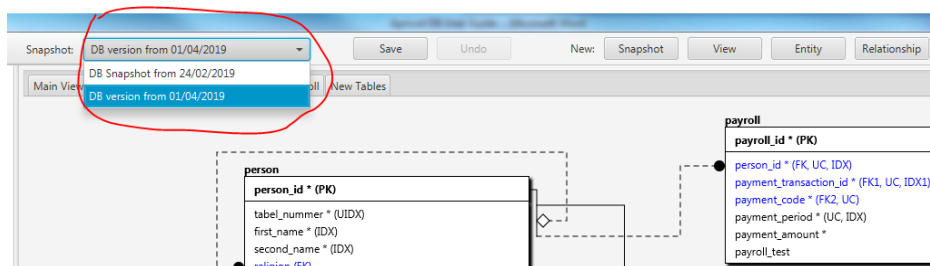 Snapshot: DB version from 01/04/2019 Save Undo New: Snapshot View Entity Relationship
DB Snapshot from 24/02/2019
DB version from 01/04/2019
Main View oll New Tables
person
person_id * (PK)
tabel_nummer * (UIDX)
first_name * (IDX)
second_name * (IDX)
religion (FK)
payroll
payroll_id * (PK)
person_id * (FK, UC, IDX)
payment_transaction_id * (FK1, UC, IDX1)
payment_code * (FK2, UC)
payment_period * (UC, IDX)
payment_amount *
payroll_test